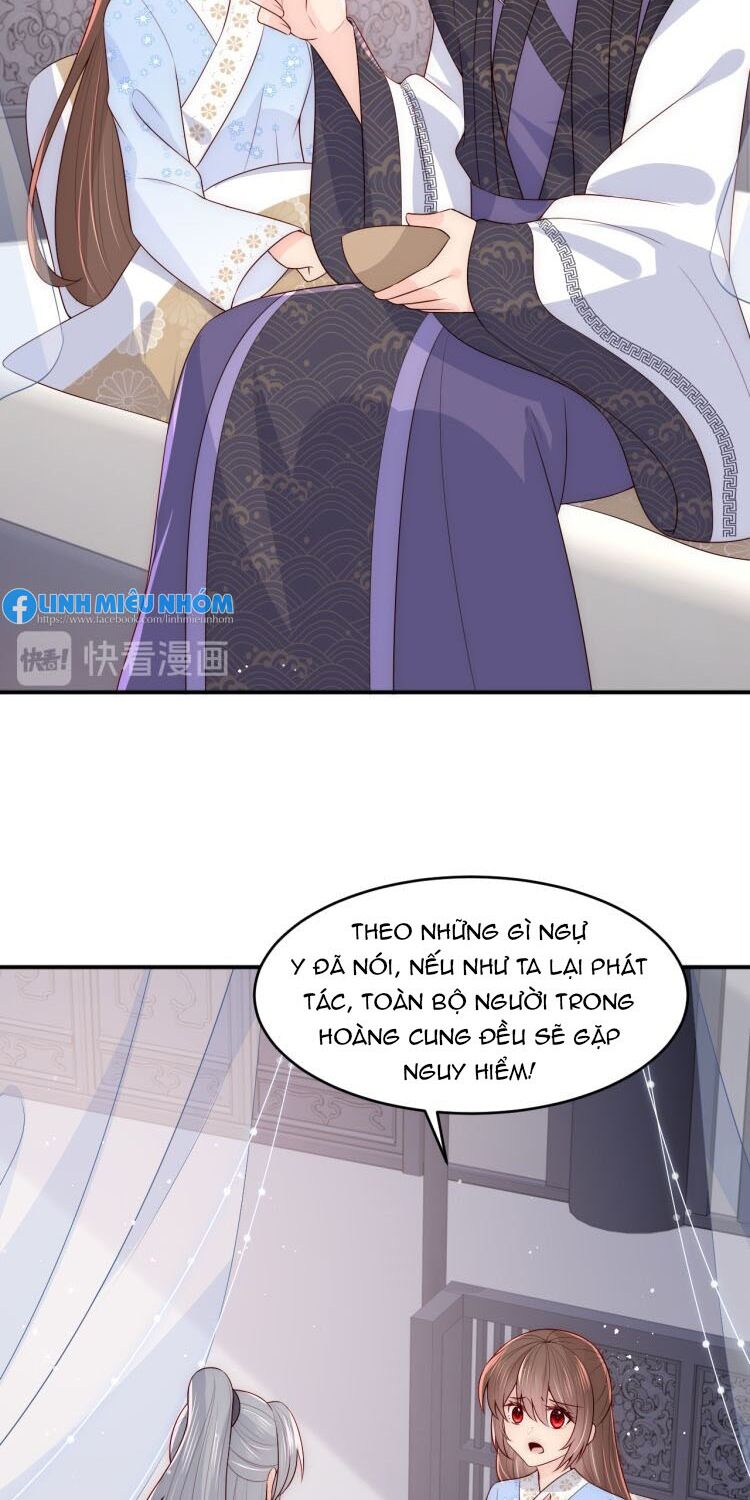 LINH MIÊU NHÓM
https://www.facebook.com/linhmieunhom
快看! 快看漫画
THEO NHỮNG GÌ NGỰ
Y ĐÃ NÓI, NẾU NHƯ TA LẠI PHÁT
TÁC, TOÀN BỘ NGƯỜI TRONG
HOÀNG CUNG ĐỀU SẼ GẶP
NGUY HIỂM!